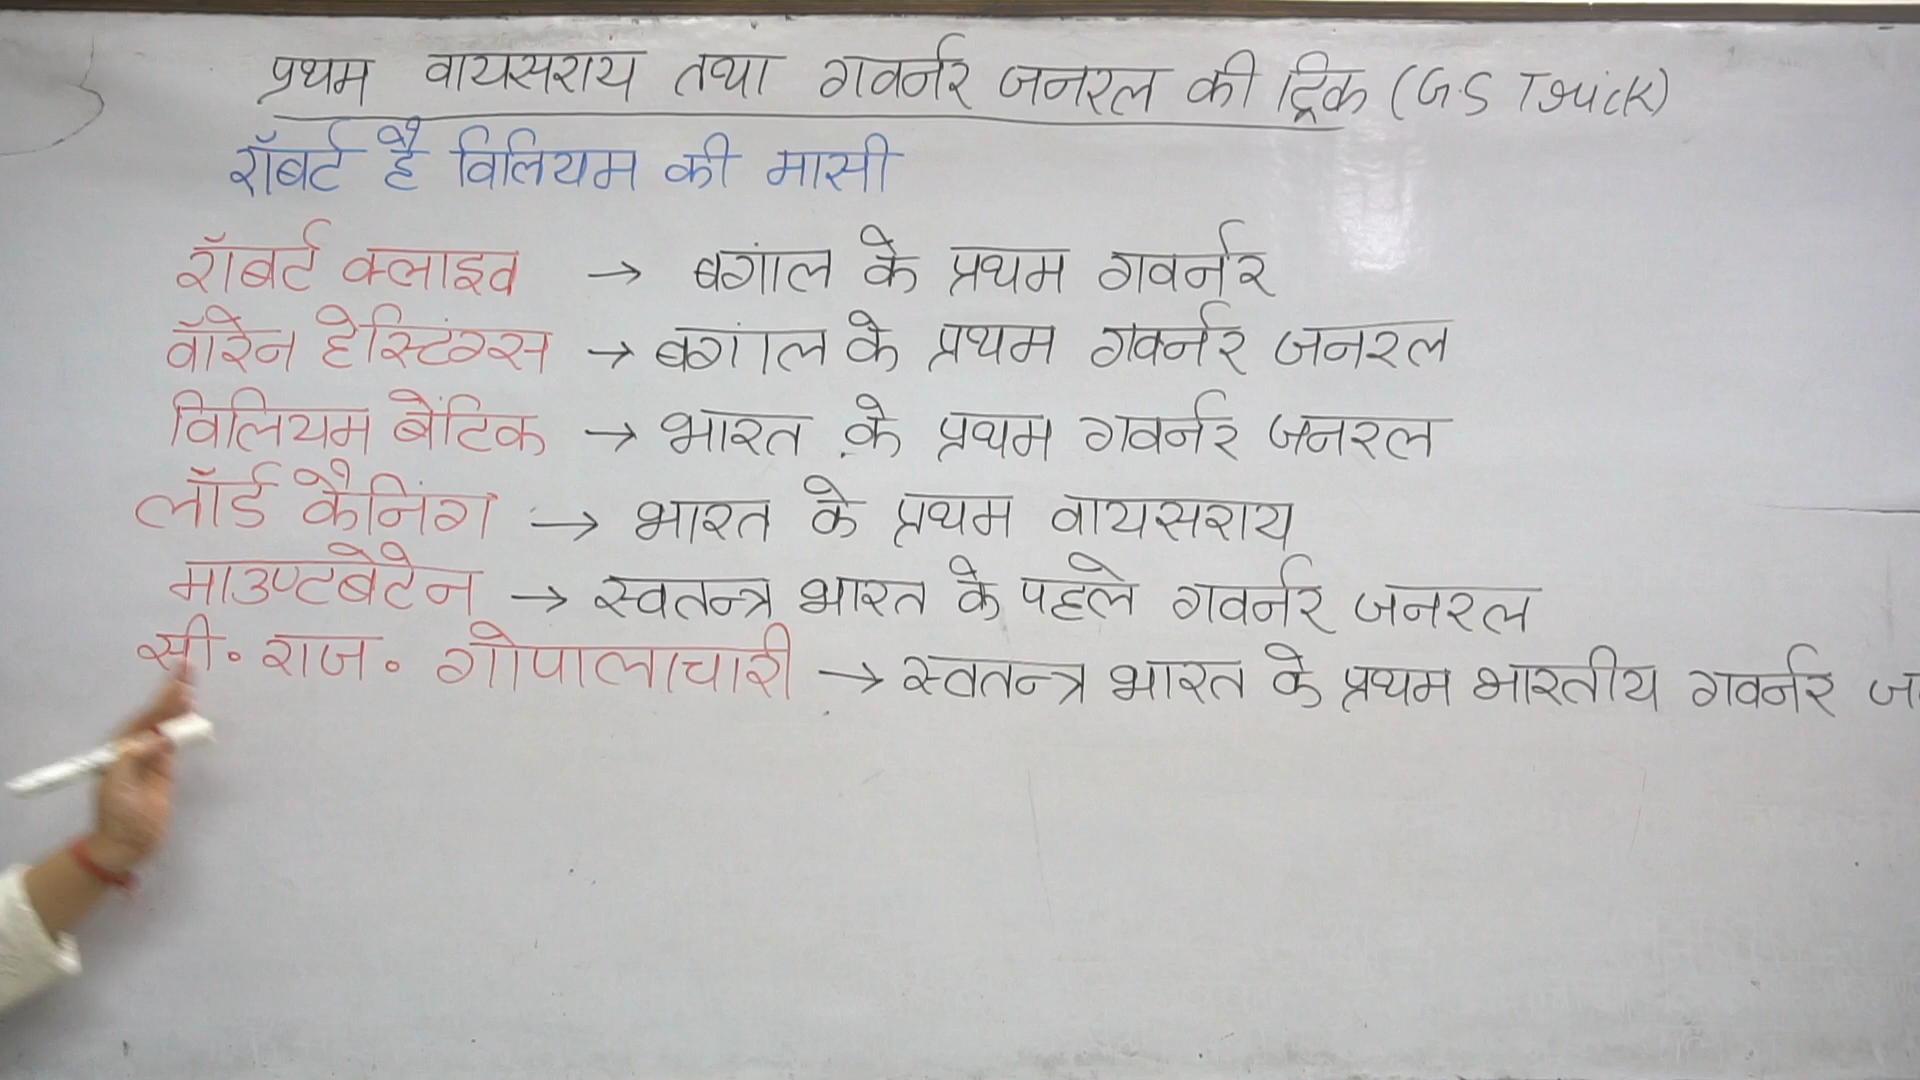 प्रथम वायसराय तथा गवर्नर जनरल की ट्रिक (G.S Trick)
रॉबर्ट है विलियम की मासी
रॉबर्ट क्लाइव → बगांल के प्रथम गवर्नर
वॉरेन हेस्टिंग्स → बगांल के प्रथम गवर्नर जनरल
विलियम बेंटिक → भारत के प्रथम गवर्नर जनरल
लॉर्ड कैनिंग → भारत के प्रथम वायसराय
माउण्टबेटेन → स्वतन्त्र भारत के पहले गवर्नर जनरल
सी. राज. गोपालाचारी → स्वतन्त्र भारत के प्रथम भारतीय गवर्नर ज